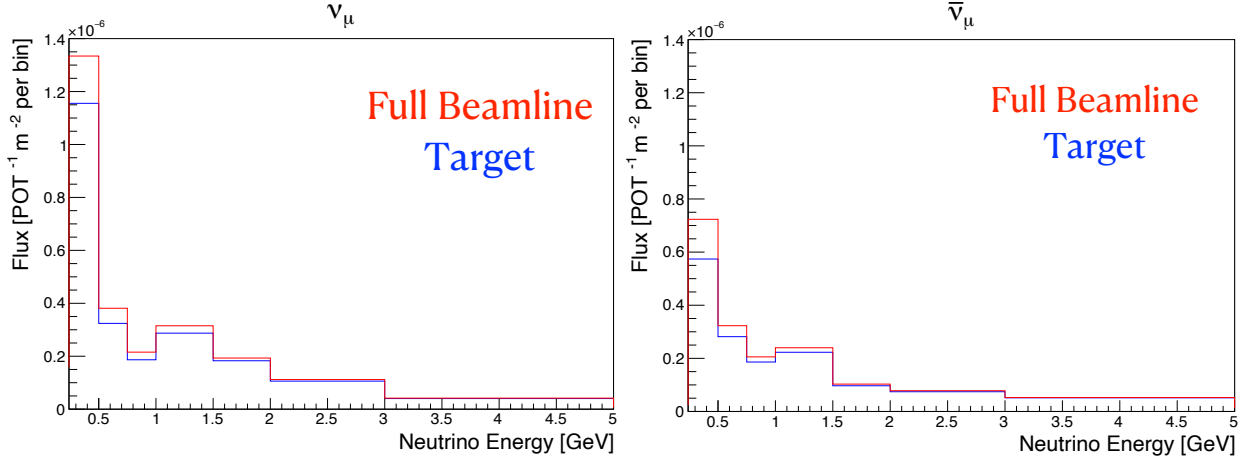 ν_μ
×10^-6
Flux [POT ^-1 m ^-2 per bin]
1.4
1.2
1
0.8
0.6
0.4
0.2
0
Full Beamline
Target
0.5 1 1.5 2 2.5 3 3.5 4 4.5 5
Neutrino Energy [GeV]
ν̅_μ
×10^-6
Flux [POT ^-1 m ^-2 per bin]
1.4
1.2
1
0.8
0.6
0.4
0.2
0
Full Beamline
Target
0.5 1 1.5 2 2.5 3 3.5 4 4.5 5
Neutrino Energy [GeV]